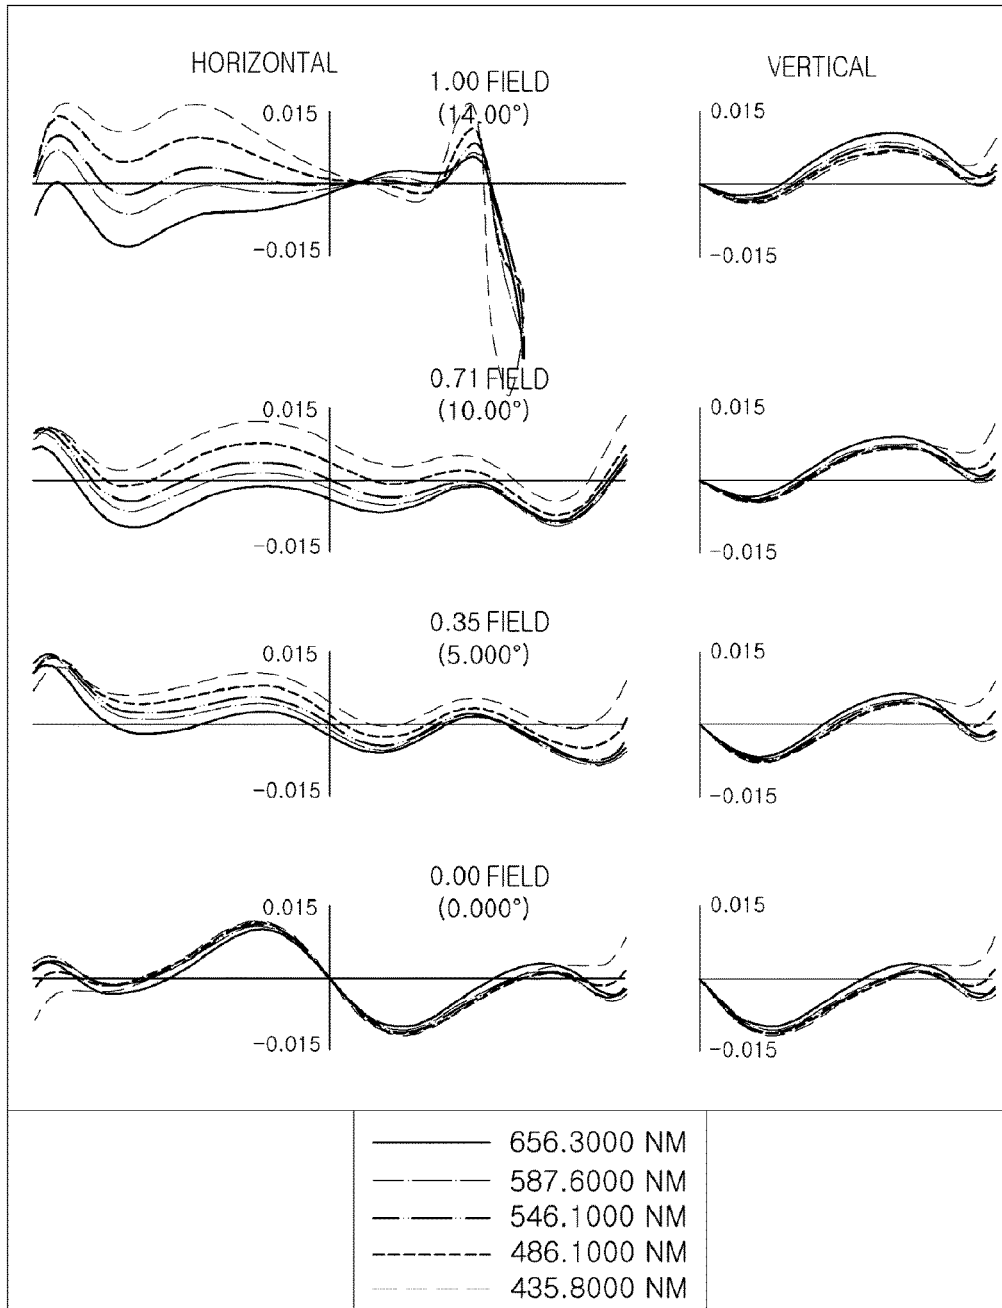 HORIZONTAL
VERTICAL
1.00 FIELD
(14.00°)
0.015
-0.015
0.015
-0.015
0.71 FIELD
(10.00°)
0.015
-0.015
0.015
-0.015
0.35 FIELD
(5.000°)
0.015
-0.015
0.015
-0.015
0.00 FIELD
(0.000°)
0.015
-0.015
0.015
-0.015
656.3000 NM
587.6000 NM
546.1000 NM
486.1000 NM
435.8000 NM